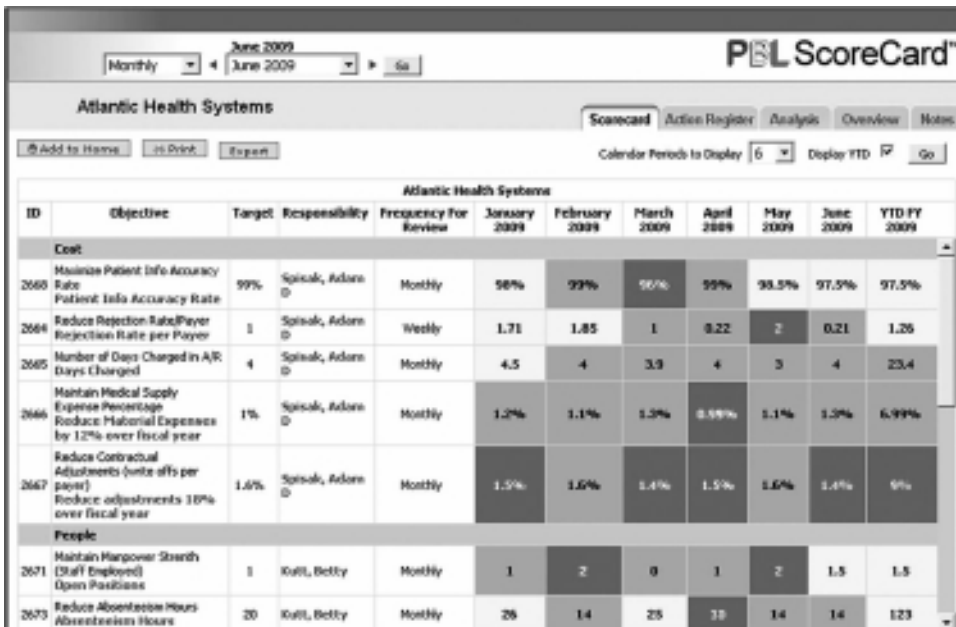 June 2009
Monthly June 2009 Go
PBL ScoreCard™
Atlantic Health Systems
Scorecard Action Register Analysis Overview Notes
Add to Home Print Export
Calendar Periods to Display 6 Display YTD Go
Atlantic Health Systems
ID Objective Target Responsibility Frequency For Review January 2009 February 2009 March 2009 April 2009 May 2009 June 2009 YTD FY 2009
Cost
2668 Maximize Patient Info Accuracy Rate Patient Info Accuracy Rate 99% Spisak, Adam D Monthly 98% 99% 96% 99% 98.5% 97.5% 97.5%
2664 Reduce Rejection Rate/Payer Rejection Rate per Payer 1 Spisak, Adam D Weekly 1.71 1.85 1 0.22 2 0.21 1.26
2665 Number of Days Charged in A/R Days Charged 4 Spisak, Adam D Monthly 4.5 4 3.9 4 3 4 23.4
2666 Maintain Medical Supply Expense Percentage Reduce Material Expenses by 12% over fiscal year 1% Spisak, Adam D Monthly 1.2% 1.1% 1.3% 0.99% 1.1% 1.3% 6.99%
2667 Reduce Contractual Adjustments (write offs per payer) Reduce adjustments 18% over fiscal year 1.6% Spisak, Adam D Monthly 1.5% 1.6% 1.4% 1.5% 1.6% 1.4% 9%
People
2671 Maintain Manpower Strenth (Staff Employed) Open Positions 1 Kutt, Betty Monthly 1 2 0 1 2 1.5 1.5
2673 Reduce Absenteeism Hours Absenteeism Hours 20 Kutt, Betty Monthly 26 14 25 14 14 123